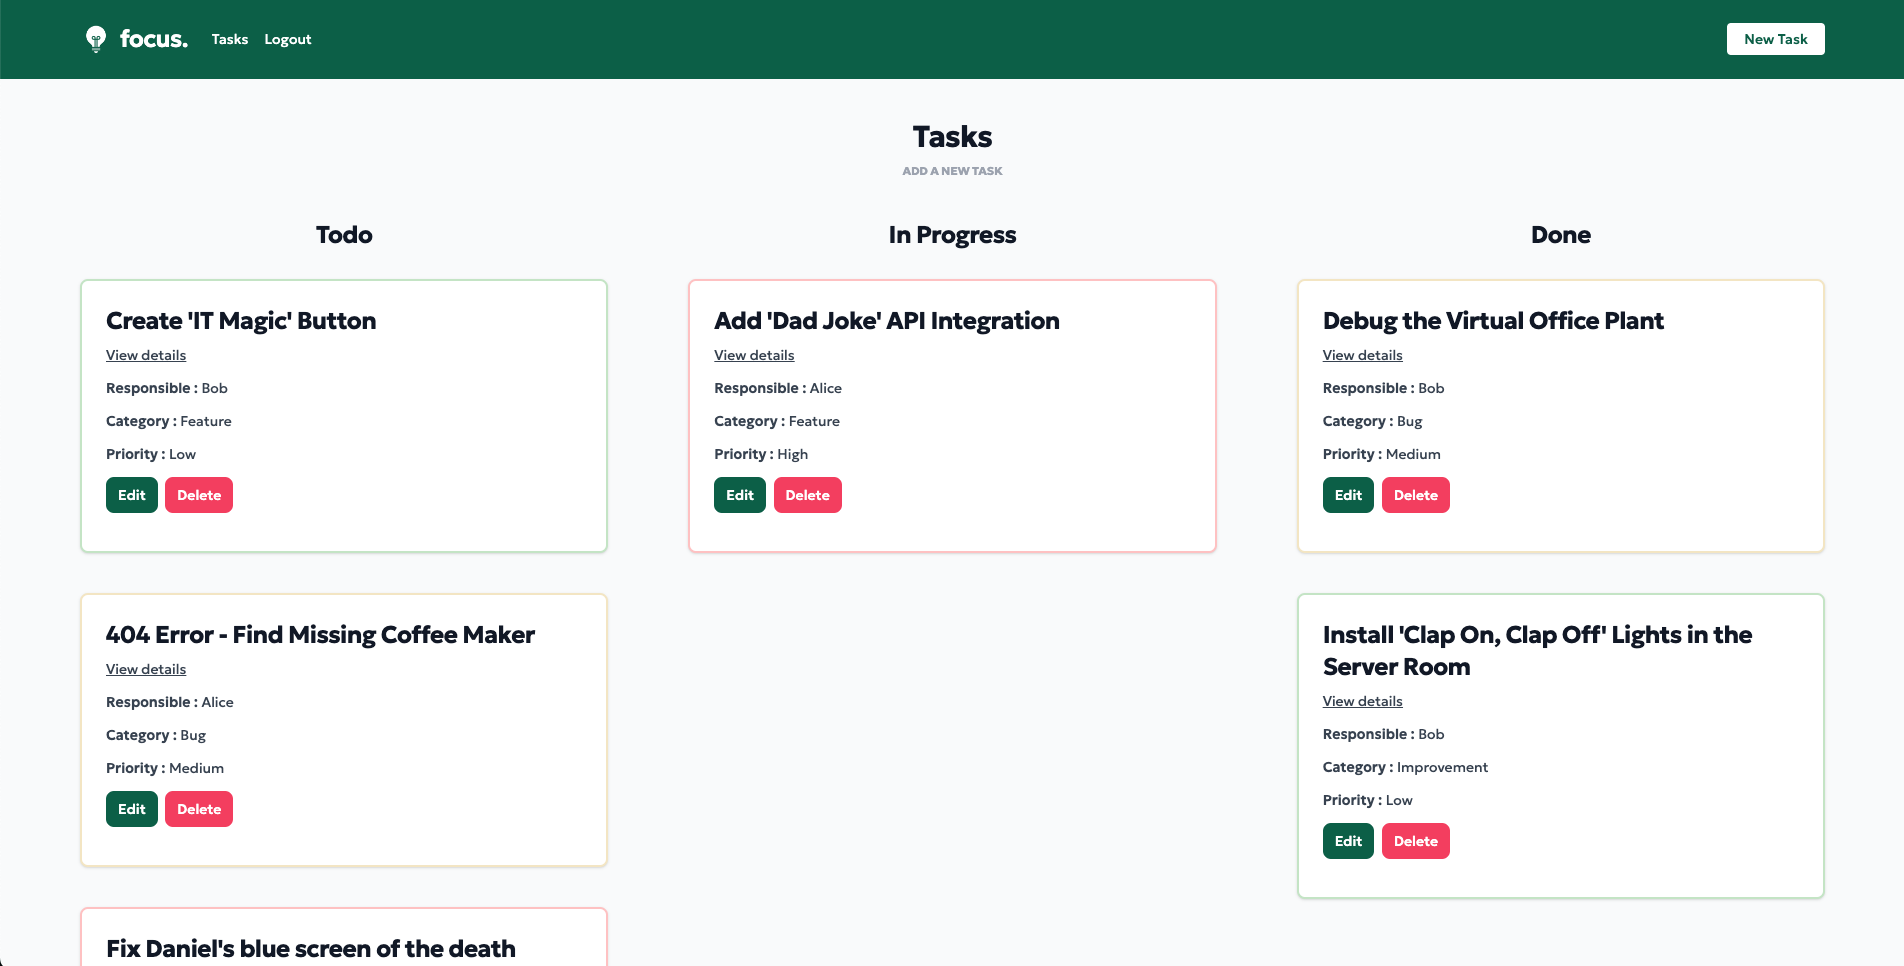 focus.
Tasks
Logout
New Task
Tasks
ADD A NEW TASK
Todo
Create 'IT Magic' Button
View details
Responsible : Bob
Category : Feature
Priority : Low
Edit
Delete
404 Error - Find Missing Coffee Maker
View details
Responsible : Alice
Category : Bug
Priority : Medium
Edit
Delete
Fix Daniel's blue screen of the death
In Progress
Add 'Dad Joke' API Integration
View details
Responsible : Alice
Category : Feature
Priority : High
Edit
Delete
Done
Debug the Virtual Office Plant
View details
Responsible : Bob
Category : Bug
Priority : Medium
Edit
Delete
Install 'Clap On, Clap Off' Lights in the
Server Room
View details
Responsible : Bob
Category : Improvement
Priority : Low
Edit
Delete